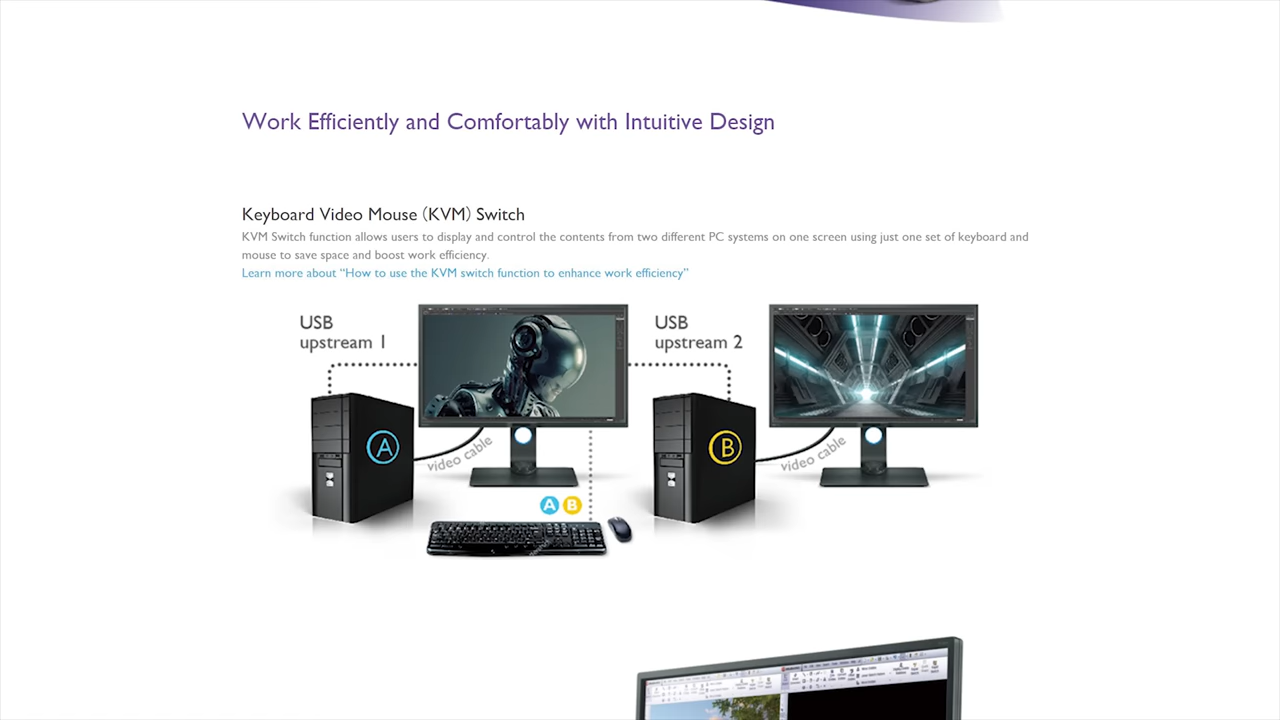 Work Efficiently and Comfortably with Intuitive Design
Keyboard Video Mouse (KVM) Switch
KVM Switch function allows users to display and control the contents from two different PC systems on one screen using just one set of keyboard and
mouse to save space and boost work efficiency.
Learn more about “How to use the KVM switch function to enhance work efficiency”
USB
upstream 1
USB
upstream 2
A
B
video cable
video cable
A B